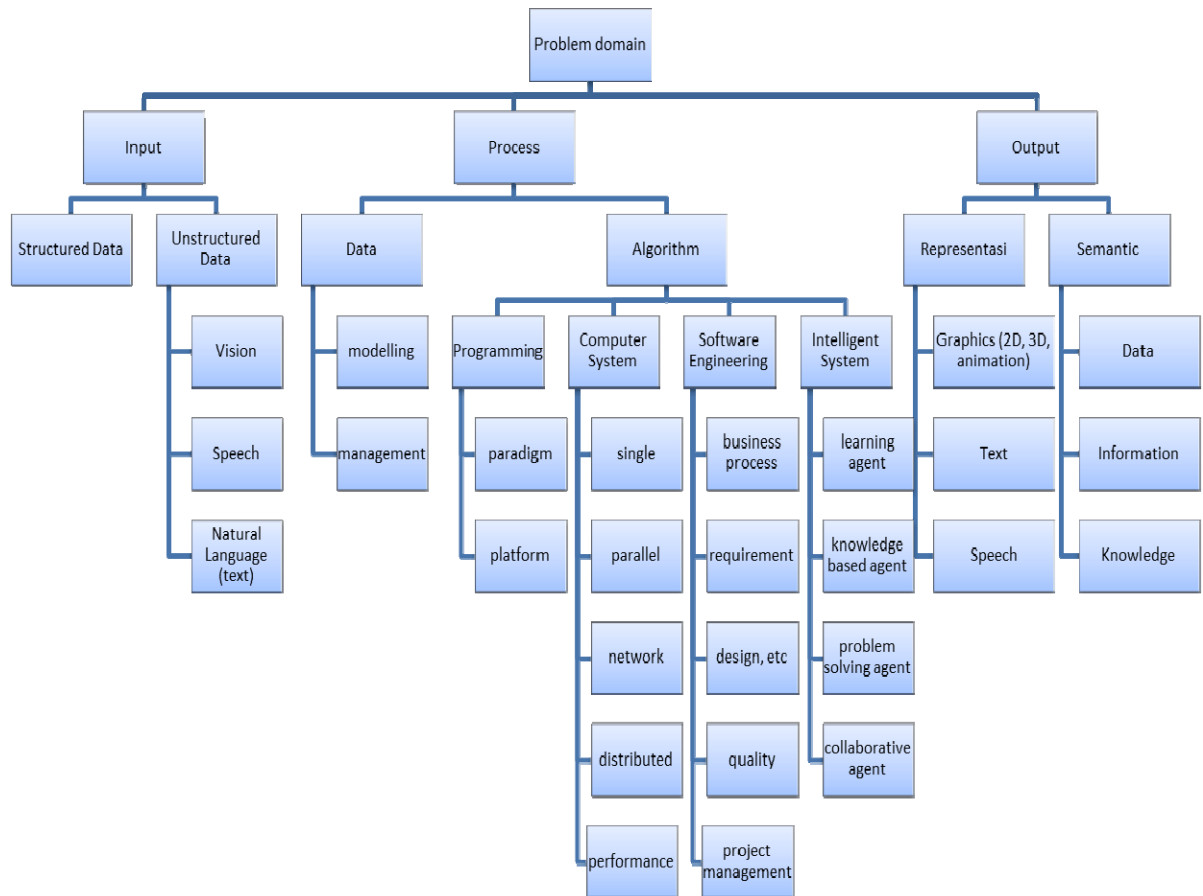 Problem domain
Input
Process
Output
Structured Data
Unstructured
Data
Data
Algorithm
Representasi
Semantic
Vision
Speech
Natural
Language
(text)
modelling
management
Programming
paradigm
platform
Computer
System
single
parallel
network
distributed
performance
Software
Engineering
business
process
requirement
design, etc
quality
project
management
Intelligent
System
learning
agent
knowledge
based agent
problem
solving agent
collaborative
agent
Graphics (2D, 3D,
animation)
Text
Speech
Data
Information
Knowledge